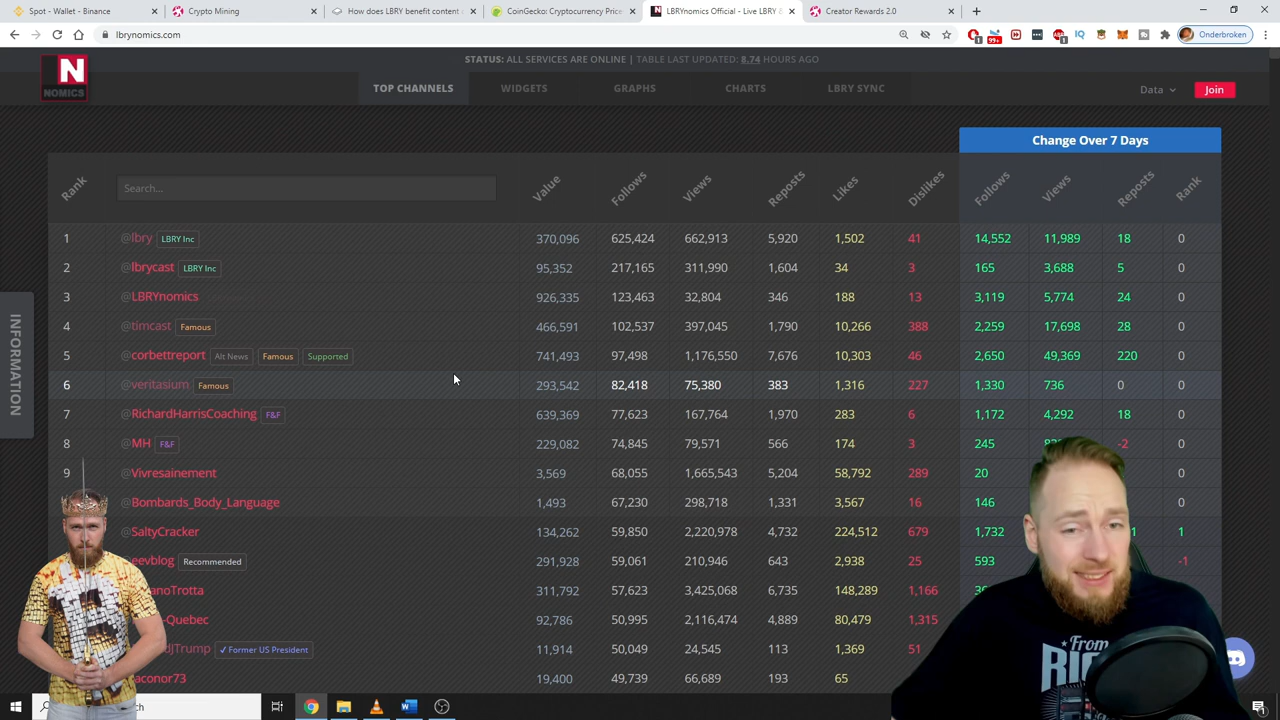 Spot - Wallet - Binance
Crypto Mining
How does LBRY benefit content
CoinGecko: Cryptocurrency Price
LBRYnomics Official - Live LBRY
Creator Rewards 2.0
lbrynomics.com
99+
1
IQ
Onderbroken
STATUS: ALL SERVICES ARE ONLINE | TABLE LAST UPDATED: 8.74 HOURS AGO
N NOMICS
TOP CHANNELS WIDGETS GRAPHS CHARTS LBRY SYNC Data Join
Change Over 7 Days
Rank Search... Value Follows Views Reposts Likes Dislikes Follows Views Reposts Rank
1 @lbry LBRY Inc 370,096 625,424 662,913 5,920 1,502 41 14,552 11,989 18 0
2 @lbrycast LBRY Inc 95,352 217,165 311,990 1,604 34 3 165 3,688 5 0
3 @LBRYnomics 926,335 123,463 32,804 346 188 13 3,119 5,774 24 0
4 @timcast Famous 466,591 102,537 397,045 1,790 10,266 388 2,259 17,698 28 0
5 @corbettreport Alt News Famous Supported 741,493 97,498 1,176,550 7,676 10,303 46 2,650 49,369 220 0
6 @veritasium Famous 293,542 82,418 75,380 383 1,316 227 1,330 736 0 0
7 @RichardHarrisCoaching F&F 639,369 77,623 167,764 1,970 283 6 1,172 4,292 18 0
8 @MH F&F 229,082 74,845 79,571 566 174 3 245 -2 0
9 @Vivresainement 3,569 68,055 1,665,543 5,204 58,792 289 20 0
@Bombards_Body_Language 1,493 67,230 298,718 1,331 3,567 16 146 0
@SaltyCracker 134,262 59,850 2,220,978 4,732 224,512 679 1,732 1 1
eevblog Recommended 291,928 59,061 210,946 643 2,938 25 593 -1
anoTrotta 311,792 57,623 3,425,068 6,735 148,289 1,166
-Quebec 92,786 50,995 2,116,474 4,889 80,479 1,315
dJTrump ✓ Former US President 11,914 50,049 24,545 113 1,369 51
aconor73 19,400 49,739 66,689 193 65
INFORMATION
From